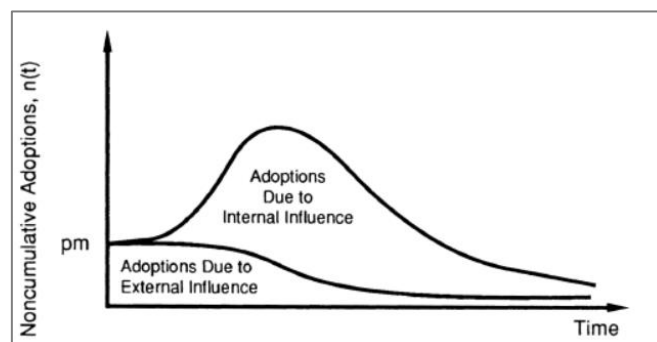 Noncumulative Adoptions, n(t)
Adoptions
Due to
Internal Influence
pm
Adoptions Due to
External Influence
Time